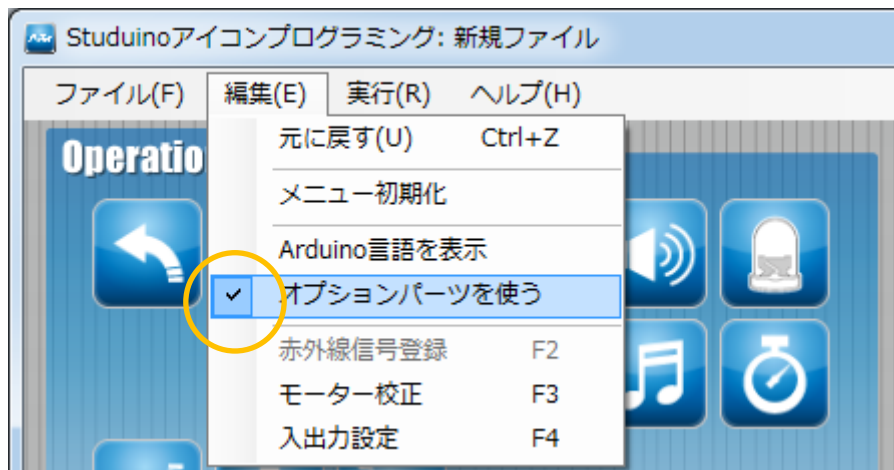 Studuinoアイコンプログラミング: 新規ファイル
ファイル(F) 編集(E) 実行(R) ヘルプ(H)
Operatio
元に戻す(U) Ctrl+Z
メニュー初期化
Arduino言語を表示
オプションパーツを使う
赤外線信号登録 F2
モーター校正 F3
入出力設定 F4